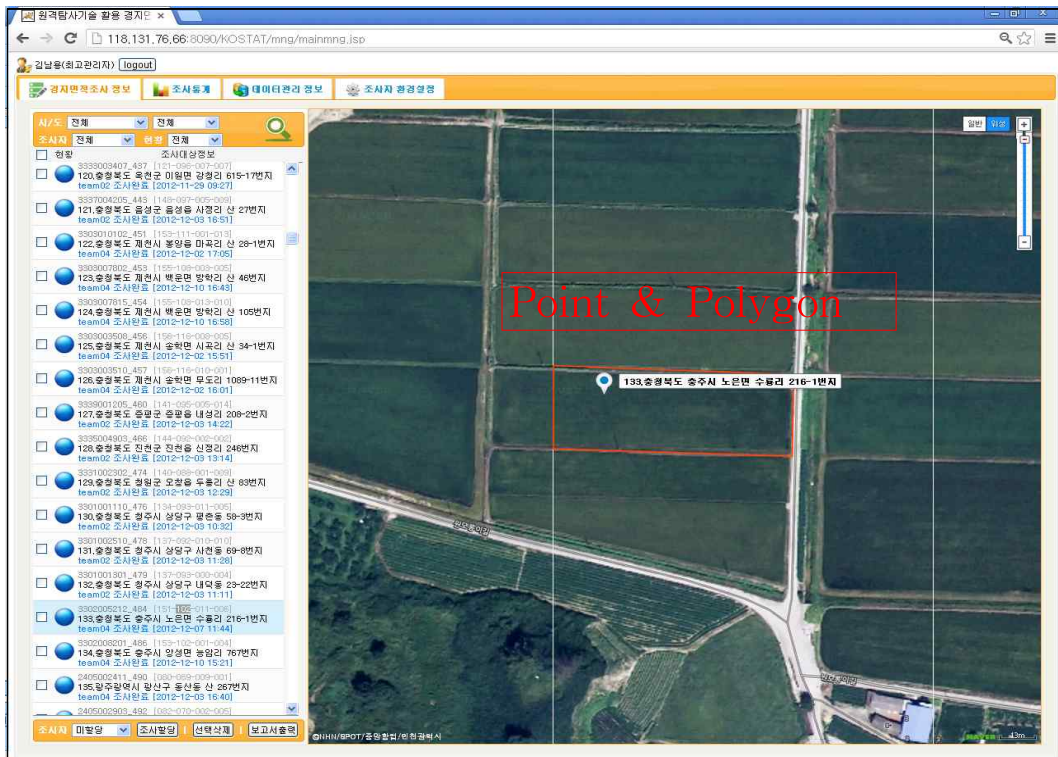 원격탐사기술 활용 경지면 ×
118.131.76.66:8090/KOSTAT/mng/mainmng.jsp
김남용(최고관리자) logout
경지면적조사 정보 조사통계 데이터관리 정보 조사자 환경설정
시/도 전체 전체
조사자 전체 현황 전체
현황 조사대상정보
3333003407_437 [121-096-007-007]
120,충청북도 옥천군 이원면 강청리 615-17번지
team02 조사완료 [2012-11-29 09:27]
3337004205_443 [148-097-005-009]
121,충청북도 음성군 음성읍 사정리 산 27번지
team02 조사완료 [2012-12-03 16:51]
3303010102_451 [153-111-001-013]
122,충청북도 제천시 봉양읍 마곡리 산 28-1번지
team04 조사완료 [2012-12-02 17:05]
3303007802_453 [155-108-003-005]
123,충청북도 제천시 백운면 방학리 산 46번지
team04 조사완료 [2012-12-10 16:43]
3303007815_454 [155-108-013-010]
124,충청북도 제천시 백운면 방학리 산 105번지
team04 조사완료 [2012-12-10 16:58]
3303003508_456 [158-116-008-005]
125,충청북도 제천시 송학면 시곡리 산 34-1번지
team04 조사완료 [2012-12-02 15:51]
3303003510_457 [158-116-010-001]
126,충청북도 제천시 송학면 무도리 1089-11번지
team04 조사완료 [2012-12-02 16:01]
3339001205_460 [141-095-005-014]
127,충청북도 증평군 증평읍 내성리 208-2번지
team02 조사완료 [2012-12-03 14:22]
3335004903_466 [144-092-002-002]
128,충청북도 진천군 진천읍 신정리 246번지
team02 조사완료 [2012-12-03 13:14]
3331002302_474 [140-088-001-009]
129,충청북도 청원군 오창읍 두릉리 산 83번지
team02 조사완료 [2012-12-03 12:29]
3301001110_476 [134-093-011-005]
130,충청북도 청주시 상당구 평촌동 58-3번지
team02 조사완료 [2012-12-03 10:32]
3301002510_478 [137-092-010-010]
131,충청북도 청주시 상당구 사천동 69-8번지
team02 조사완료 [2012-12-03 11:28]
3301001301_479 [137-093-000-004]
132,충청북도 청주시 상당구 내덕동 23-22번지
team02 조사완료 [2012-12-03 11:11]
3302005212_484 [151-102-011-006]
133,충청북도 충주시 노은면 수룡리 216-1번지
team04 조사완료 [2012-12-07 11:44]
3302008201_486 [153-102-001-004]
134,충청북도 충주시 앙성면 능암리 767번지
team04 조사완료 [2012-12-10 15:21]
2405002411_490 [080-069-009-001]
135,광주광역시 광산구 동산동 산 267번지
team04 조사완료 [2012-12-03 16:40]
2405002903_492 [082-070-002-005]
조사자 미할당 조사할당 | 선택삭제 | 보고서출력
일반 위성
Point & Polygon
133,충청북도 충주시 노은면 수룡리 216-1번지
©NHN/SPOT/중앙항업/인천광역시
NAVER 43m